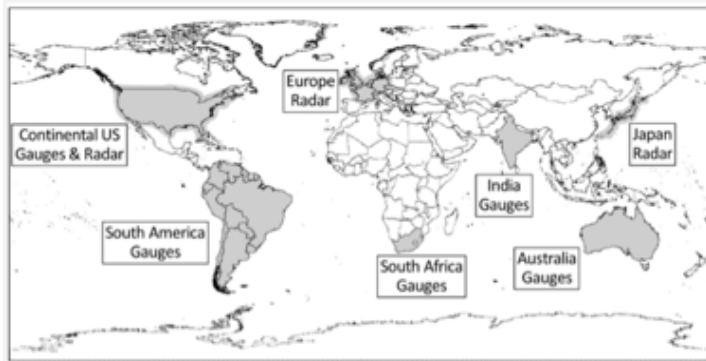 Europe
Radar
Continental US
Gauges & Radar
Japan
Radar
India
Gauges
South America
Gauges
South Africa
Gauges
Australia
Gauges